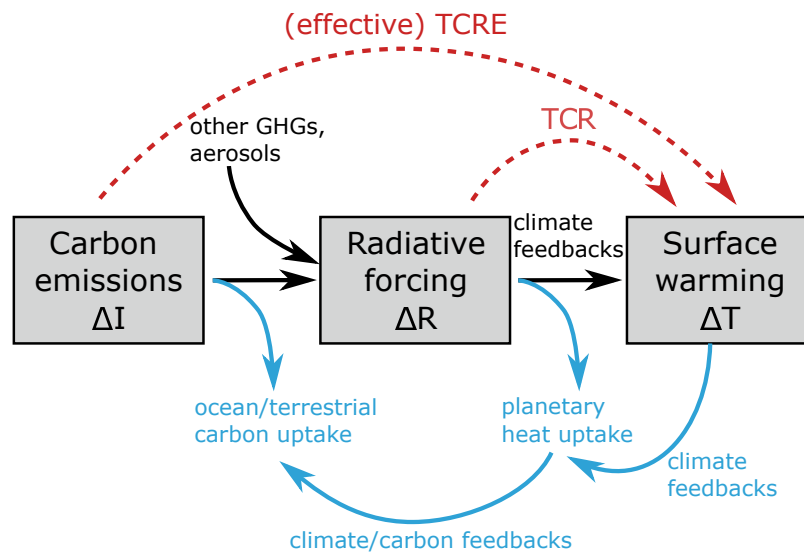 (effective) TCRE
TCR
other GHGs,
aerosols
Carbon
emissions
ΔI
Radiative
forcing
ΔR
climate
feedbacks
Surface
warming
ΔT
ocean/terrestrial
carbon uptake
planetary
heat uptake
climate
feedbacks
climate/carbon feedbacks